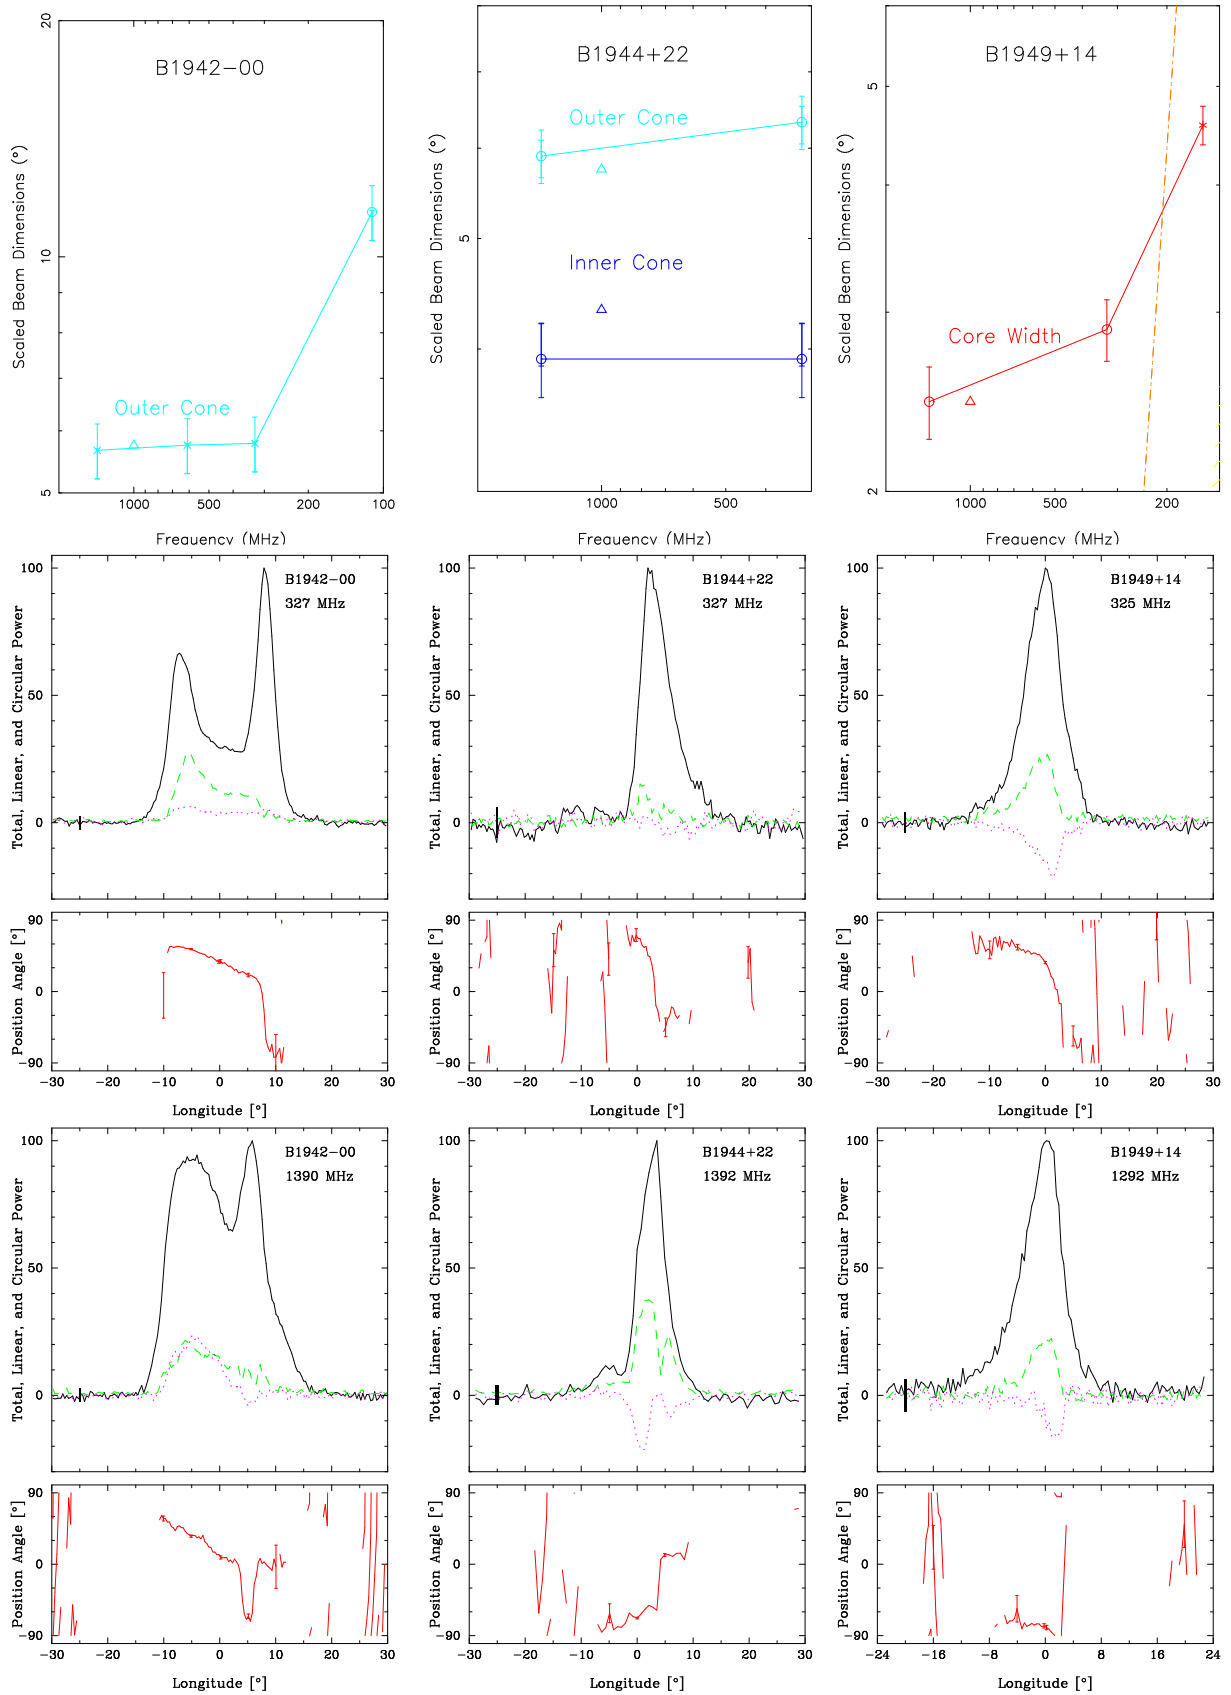 B1942−00
Scaled Beam Dimensions (°)
20
10
5
Outer Cone
1000 500 200 100
Frequency (MHz)
B1944+22
Scaled Beam Dimensions (°)
5
Outer Cone
Inner Cone
1000 500
Frequency (MHz)
B1949+14
Scaled Beam Dimensions (°)
5
2
Core Width
1000 500 200
Frequency (MHz)
B1942−00
327 MHz
Total, Linear, and Circular Power
100
50
0
Position Angle [°]
90
0
−90
−30 −20 −10 0 10 20 30
Longitude [°]
B1944+22
327 MHz
Total, Linear, and Circular Power
100
50
0
Position Angle [°]
90
0
−90
−30 −20 −10 0 10 20 30
Longitude [°]
B1949+14
325 MHz
Total, Linear, and Circular Power
100
50
0
Position Angle [°]
90
0
−90
−30 −20 −10 0 10 20 30
Longitude [°]
B1942−00
1390 MHz
Total, Linear, and Circular Power
100
50
0
Position Angle [°]
90
0
−90
−30 −20 −10 0 10 20 30
Longitude [°]
B1944+22
1392 MHz
Total, Linear, and Circular Power
100
50
0
Position Angle [°]
90
0
−90
−30 −20 −10 0 10 20 30
Longitude [°]
B1949+14
1292 MHz
Total, Linear, and Circular Power
100
50
0
Position Angle [°]
90
0
−90
−24 −16 −8 0 8 16 24
Longitude [°]